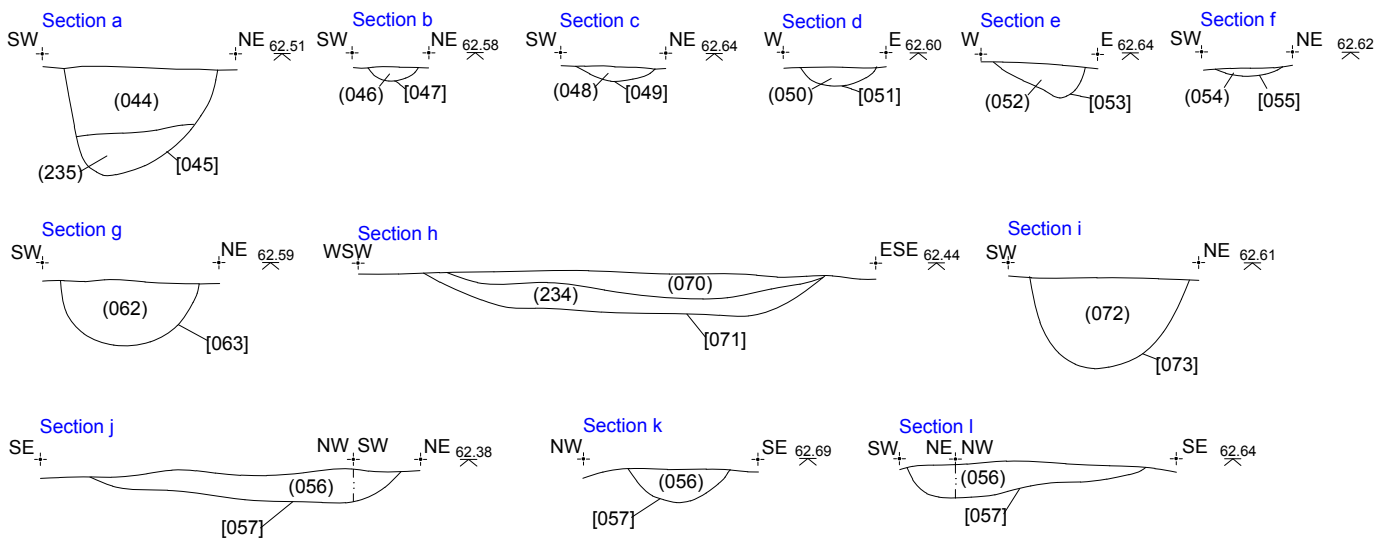 Section a
SW NE 62.51
(044)
(235) [045]
Section b
SW NE 62.58
(046) [047]
Section c
SW NE 62.64
(048) [049]
Section d
W E 62.60
(050) [051]
Section e
W E 62.64
(052) [053]
Section f
SW NE 62.62
(054) [055]
Section g
SW NE 62.59
(062)
[063]
Section h
WSW ESE 62.44
(070)
(234)
[071]
Section i
SW NE 62.61
(072)
[073]
Section j
SE NW SW NE 62.38
(056)
[057]
Section k
NW SE 62.69
(056)
[057]
Section l
SW NE NW SE 62.64
(056)
[057]